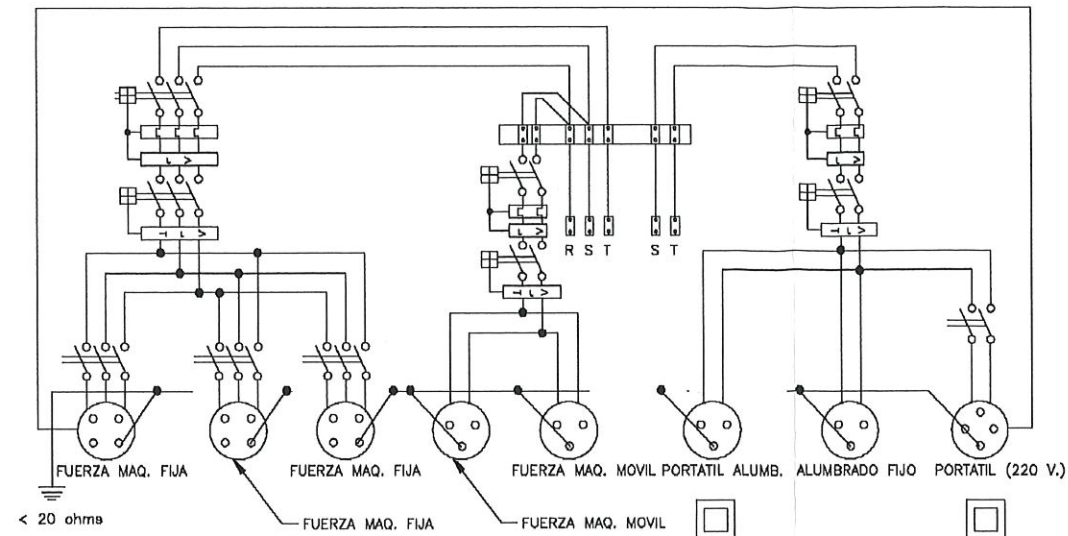 R S T S T
FUERZA MAQ. FIJA FUERZA MAQ. FIJA FUERZA MAQ. MOVIL PORTATIL ALUMB. ALUMBRADO FIJO PORTATIL (220 V.)
< 20 ohms
FUERZA MAQ. FIJA
FUERZA MAQ. MOVIL